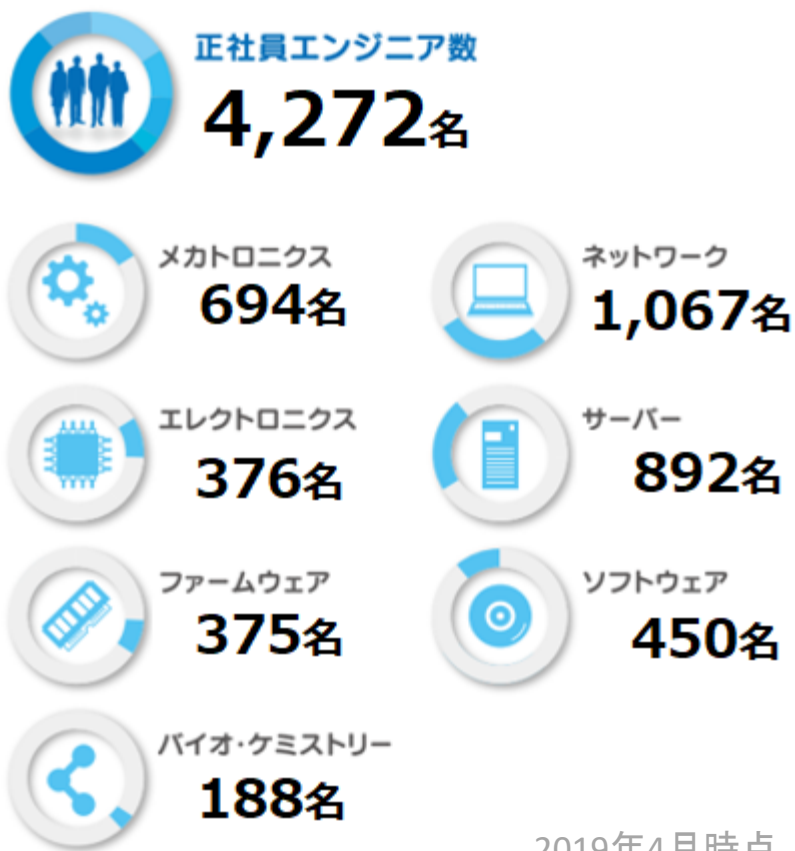 正社員エンジニア数
4,272名
メカトロニクス
694名
ネットワーク
1,067名
エレクトロニクス
376名
サーバー
892名
ファームウェア
375名
ソフトウェア
450名
バイオ・ケミストリー
188名
2019年4月時点